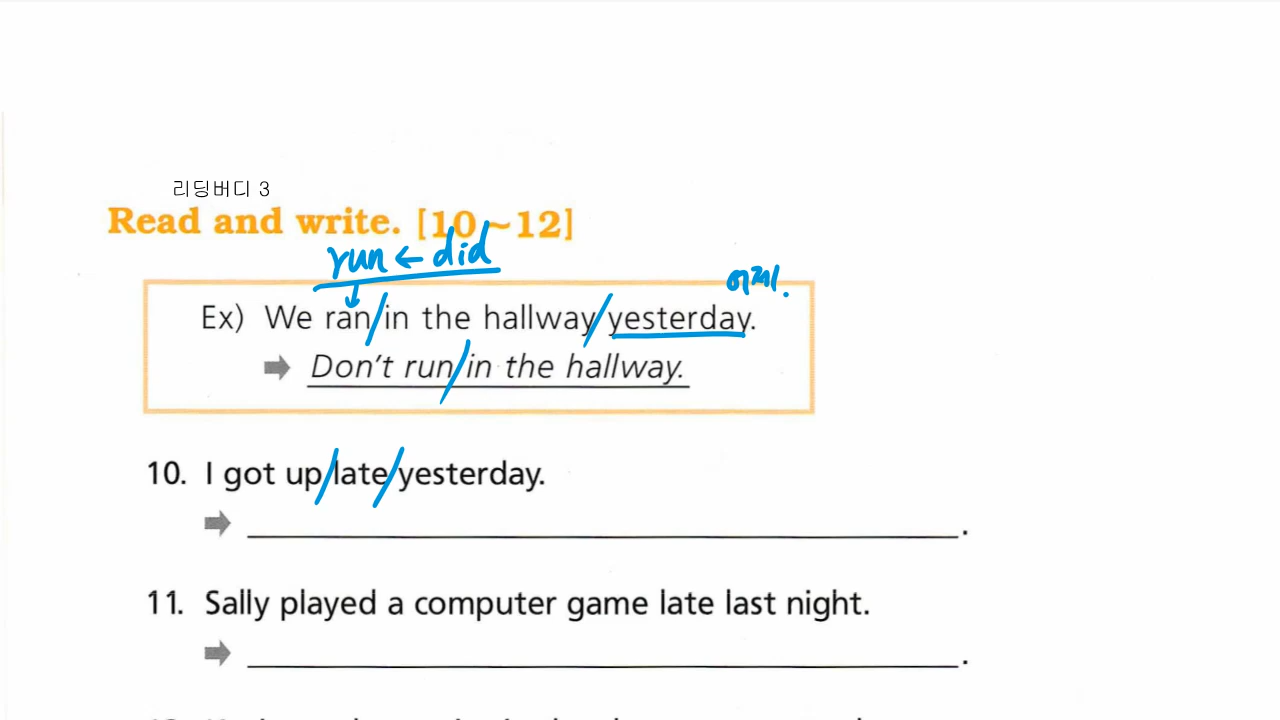 리딩버디 3
Read and write. [10~12]
run ← did
어제.
Ex) We ran/in the hallway/yesterday.
Don't run/in the hallway.
10. I got up/late/yesterday.
.
11. Sally played a computer game late last night.
.